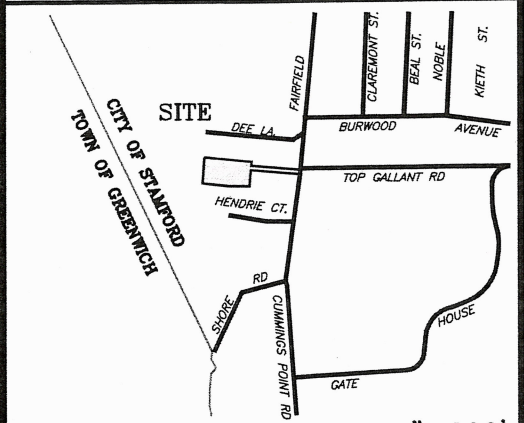 FAIRFIELD
CLAREMONT ST.
BEAL ST.
NOBLE
KIETH ST.
CITY OF STAMFORD
TOWN OF GREENWICH
SITE
DEE LA.
BURWOOD AVENUE
TOP GALLANT RD
HENDRIE CT.
SHORE RD
CUMMINGS POINT RD
HOUSE
GATE